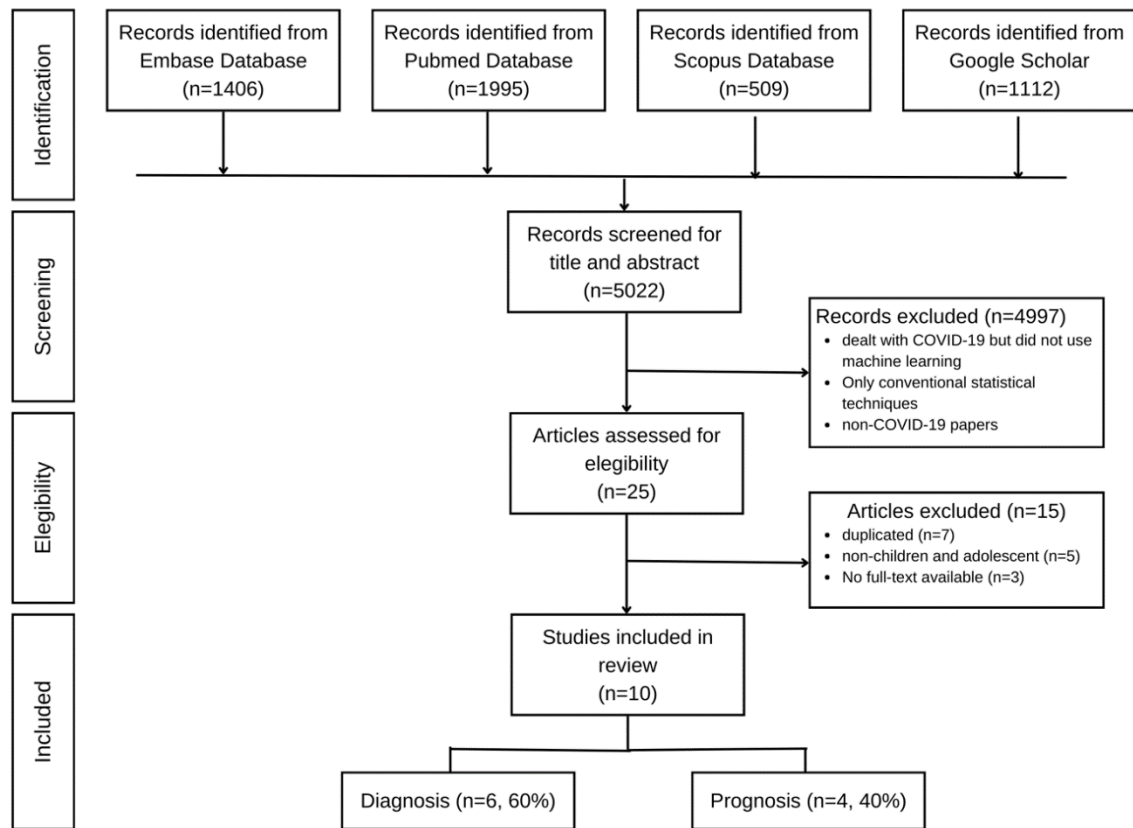 Identification
Records identified from
Embase Database
(n=1406)
Records identified from
Pubmed Database
(n=1995)
Records identified from
Scopus Database
(n=509)
Records identified from
Google Scholar
(n=1112)
Screening
Records screened for
title and abstract
(n=5022)
Records excluded (n=4997)
• dealt with COVID-19 but did not use
machine learning
• Only conventional statistical
techniques
• non-COVID-19 papers
Elegibility
Articles assessed for
elegibility
(n=25)
Articles excluded (n=15)
• duplicated (n=7)
• non-children and adolescent (n=5)
• No full-text available (n=3)
Included
Studies included in
review
(n=10)
Diagnosis (n=6, 60%)
Prognosis (n=4, 40%)